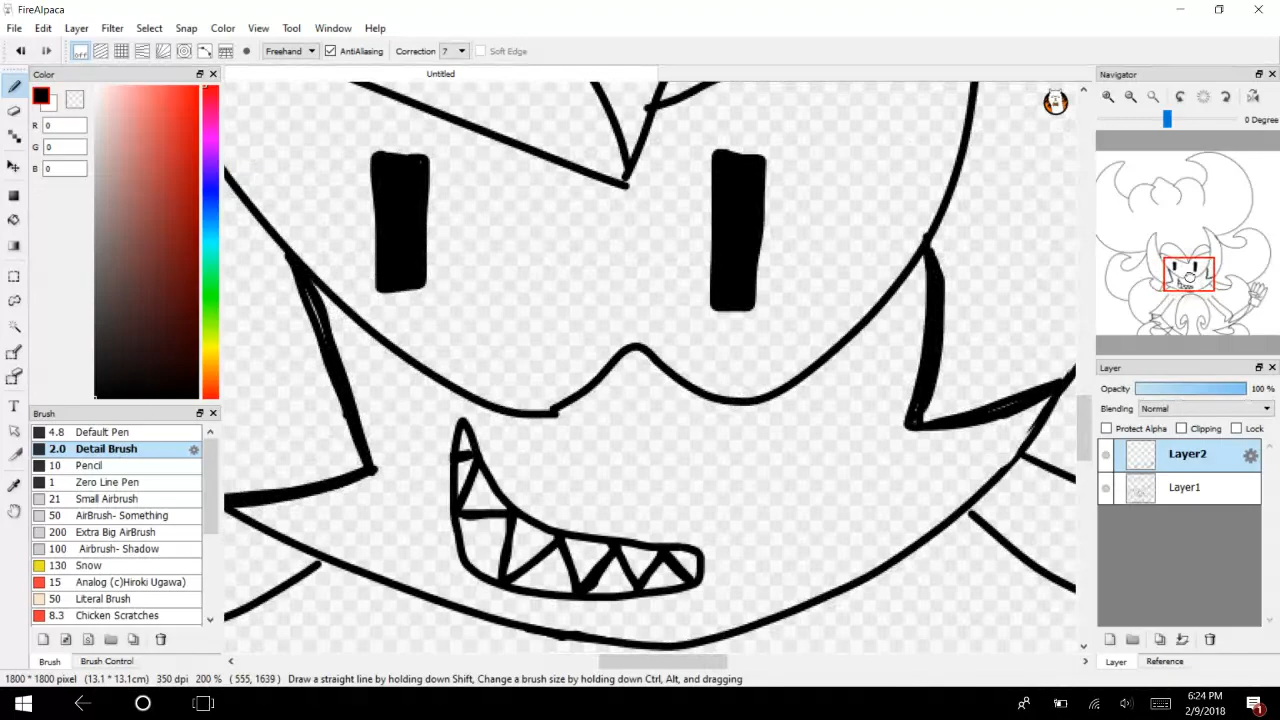 FireAlpaca
File Edit Layer Filter Select Snap Color View Tool Window Help
off Freehand AntiAliasing Correction 7 Soft Edge
Color
Untitled
Navigator
R 0
G 0
B 0
0 Degree
Brush
4.8 Default Pen
2.0 Detail Brush
10 Pencil
1 Zero Line Pen
21 Small Airbrush
50 AirBrush- Something
200 Extra Big AirBrush
100 Airbrush- Shadow
130 Snow
15 Analog (c)Hiroki Ugawa)
50 Literal Brush
8.3 Chicken Scratches
Brush Brush Control
Layer
Opacity 100 %
Blending Normal
Protect Alpha Clipping Lock
Layer2
Layer1
Layer Reference
1800 * 1800 pixel (13.1 * 13.1cm) 350 dpi 200 % ( 555, 1639 ) Draw a straight line by holding down Shift, Change a brush size by holding down Ctrl, Alt, and dragging
6:24 PM
2/9/2018
1